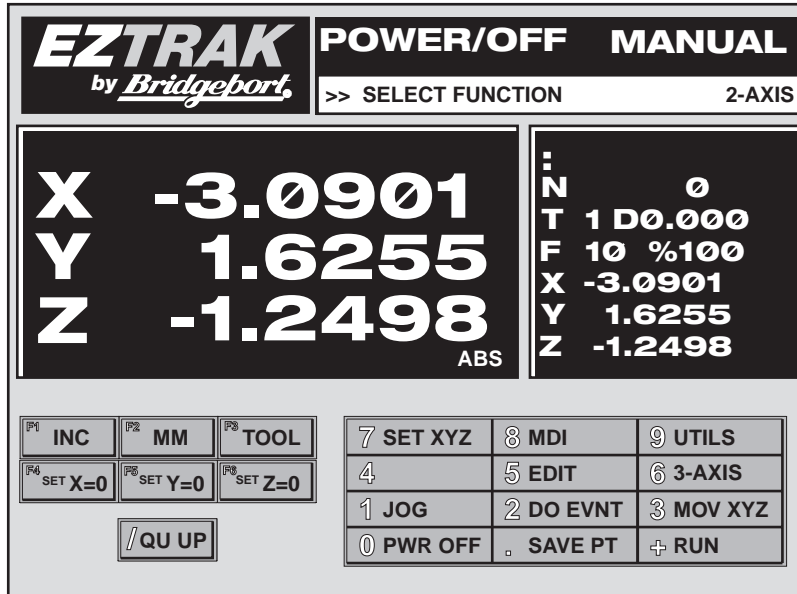 EZTRAK
by Bridgeport
POWER/OFF MANUAL
>> SELECT FUNCTION 2-AXIS
X -3.0901
Y 1.6255
Z -1.2498
ABS
:
N 0
T 1 D0.000
F 10 %100
X -3.0901
Y 1.6255
Z -1.2498
F1 INC F2 MM F3 TOOL
F4 SET X=0 F5 SET Y=0 F6 SET Z=0
/ QU UP
7 SET XYZ 8 MDI 9 UTILS
4 5 EDIT 6 3-AXIS
1 JOG 2 DO EVNT 3 MOV XYZ
0 PWR OFF . SAVE PT + RUN